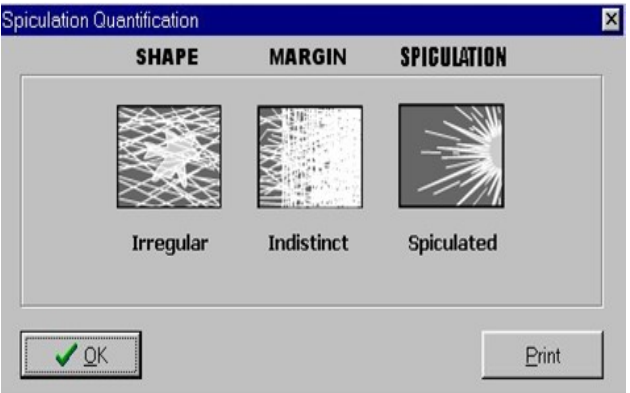 Spiculation Quantification
SHAPE MARGIN SPICULATION
Irregular Indistinct Spiculated
OK Print